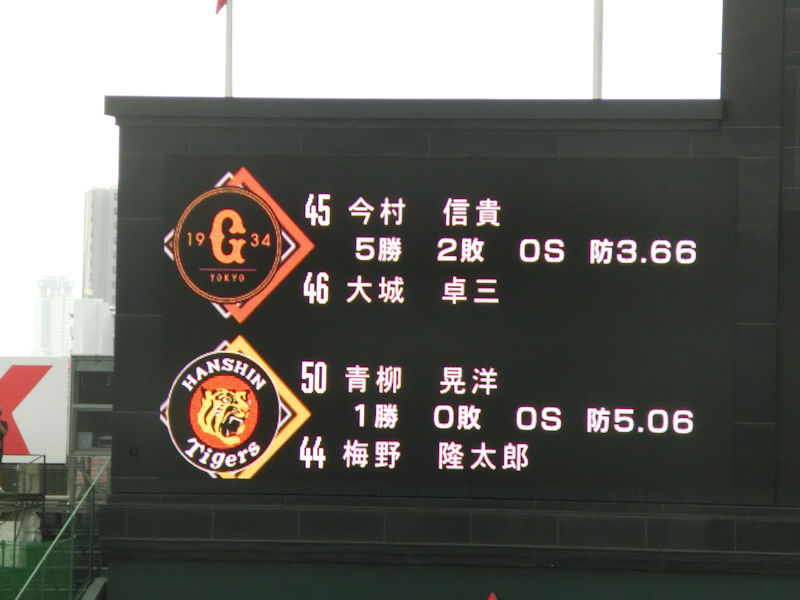 19 G 34
TOKYO
45 今村 信貴
5勝 2敗 0S 防3.66
46 大城 卓三
HANSHIN
Tigers
50 青柳 晃洋
1勝 0敗 0S 防5.06
44 梅野 隆太郎